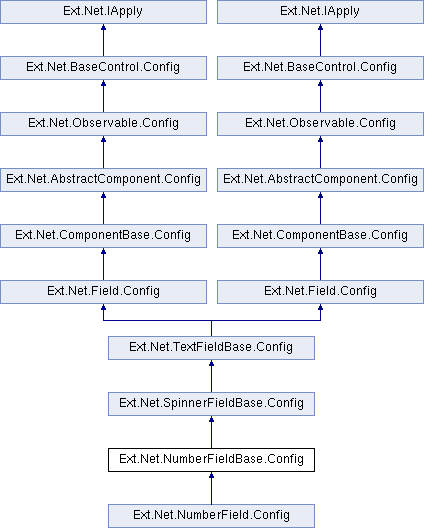 Ext.Net.IApply Ext.Net.IApply
Ext.Net.BaseControl.Config Ext.Net.BaseControl.Config
Ext.Net.Observable.Config Ext.Net.Observable.Config
Ext.Net.AbstractComponent.Config Ext.Net.AbstractComponent.Config
Ext.Net.ComponentBase.Config Ext.Net.ComponentBase.Config
Ext.Net.Field.Config Ext.Net.Field.Config
Ext.Net.TextFieldBase.Config
Ext.Net.SpinnerFieldBase.Config
Ext.Net.NumberFieldBase.Config
Ext.Net.NumberField.Config